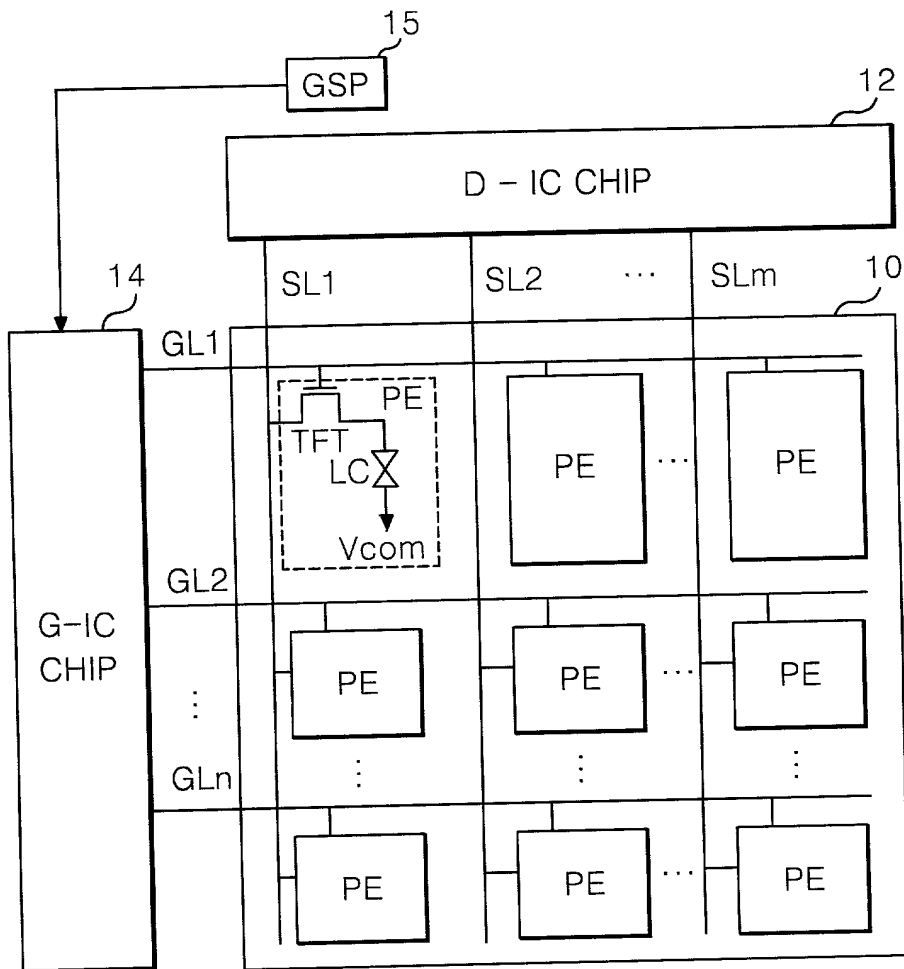 15
GSP
12
D – IC CHIP
14
SL1
SL2
...
SLm
10
GL1
PE
TFT
LC
Vcom
PE
...
PE
GL2
G-IC
CHIP
PE
PE
...
PE
⋮
⋮
⋮
⋮
GLn
PE
PE
...
PE